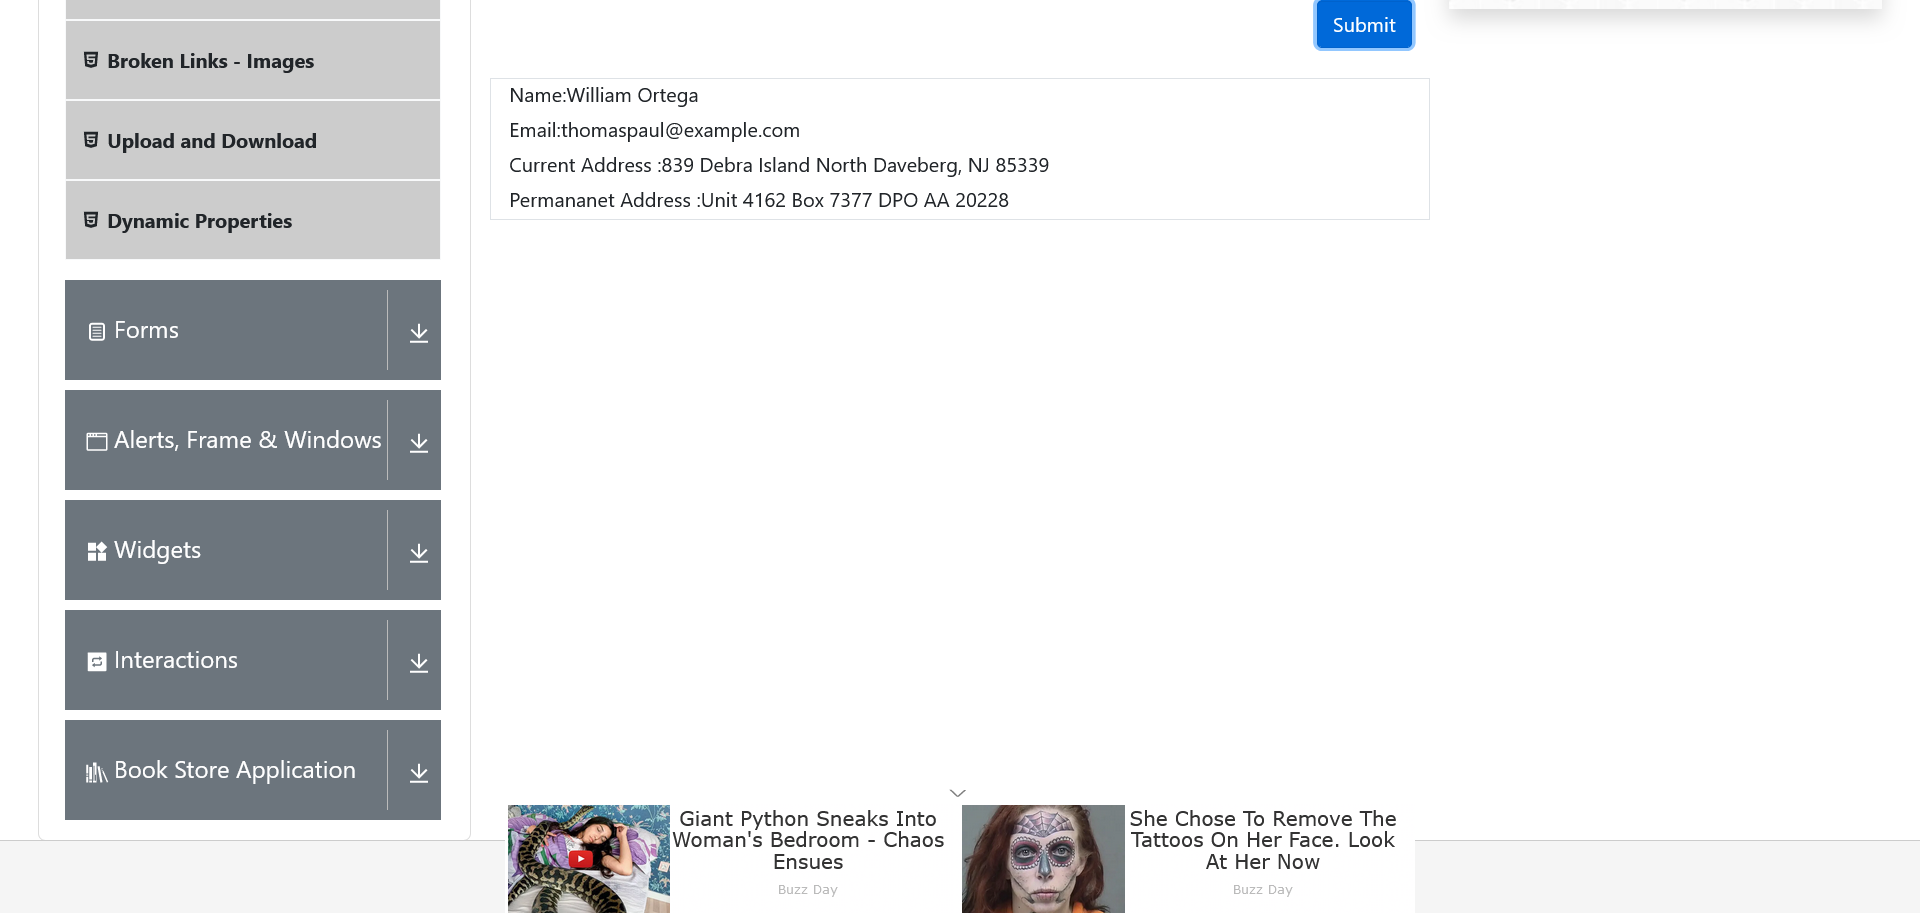 Submit
Broken Links - Images
Upload and Download
Dynamic Properties
Name:William Ortega
Email:thomaspaul@example.com
Current Address :839 Debra Island North Daveberg, NJ 85339
Permananet Address :Unit 4162 Box 7377 DPO AA 20228
Forms
Alerts, Frame & Windows
Widgets
Interactions
Book Store Application
Giant Python Sneaks Into
Woman's Bedroom - Chaos
Ensues
Buzz Day
She Chose To Remove The
Tattoos On Her Face. Look
At Her Now
Buzz Day